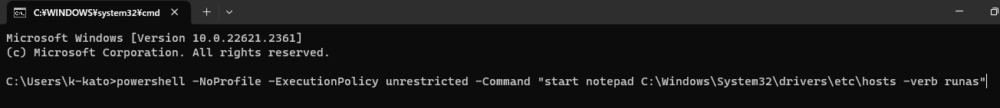 C:¥WINDOWS¥system32¥cmd
Microsoft Windows [Version 10.0.22621.2361]
(c) Microsoft Corporation. All rights reserved.
C:\Users\k-kato>powershell -NoProfile -ExecutionPolicy unrestricted -Command "start notepad C:\Windows\System32\drivers\etc\hosts -verb runas"